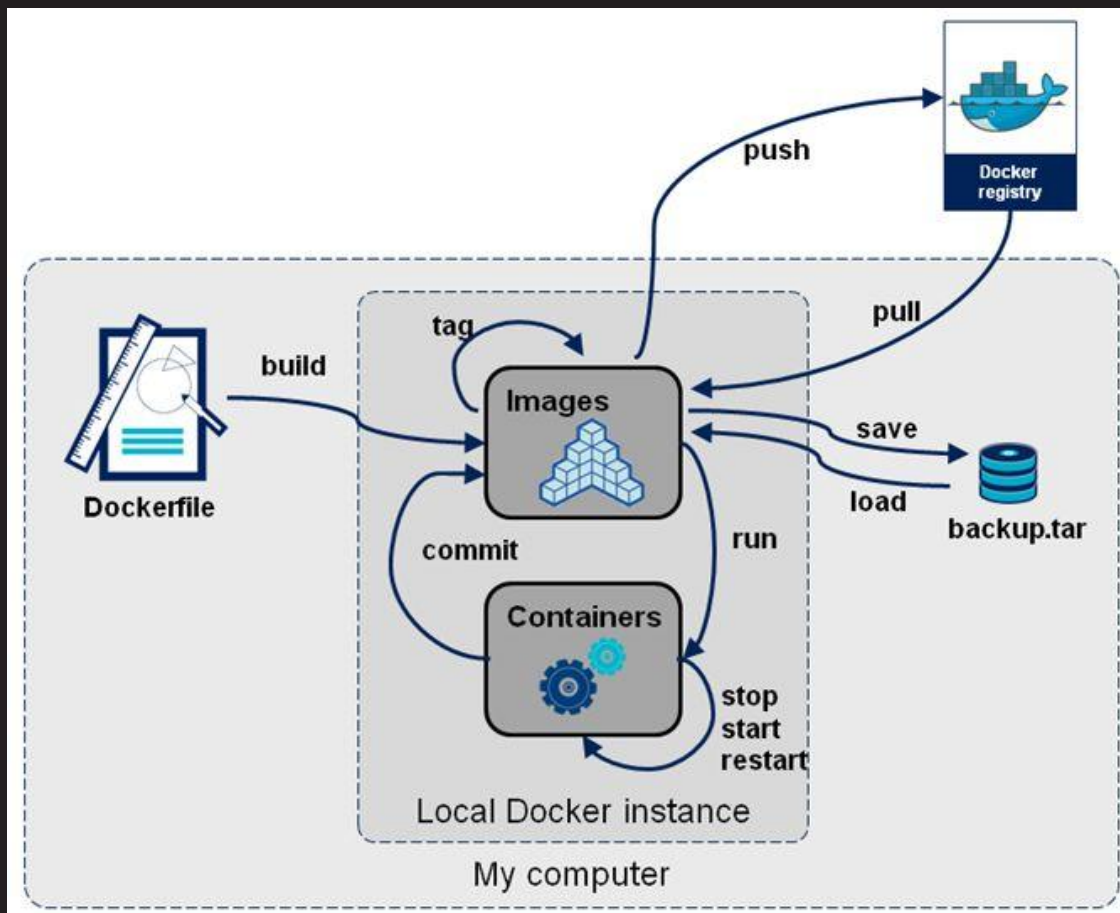 push
Docker
registry
tag
pull
build
Images
save
Dockerfile
load
backup.tar
commit
run
Containers
stop
start
restart
Local Docker instance
My computer